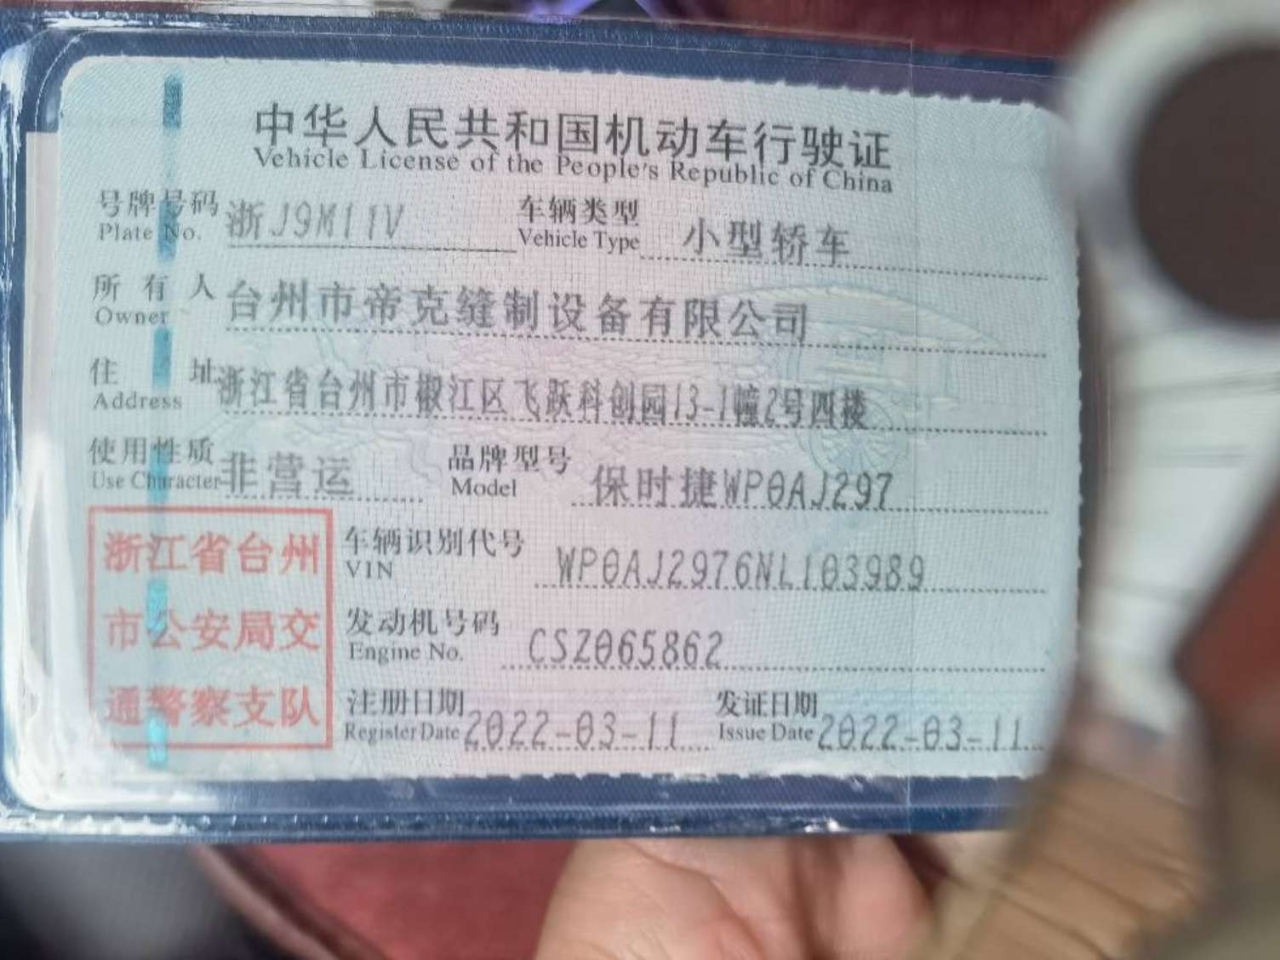 中华人民共和国机动车行驶证
Vehicle License of the People's Republic of China
号牌号码 浙J9M11V 车辆类型 小型轿车
Plate No. Vehicle Type
所有人 台州市帝克缝制设备有限公司
Owner
住址 浙江省台州市椒江区飞跃科创园13-1幢2号四楼
Address
使用性质 非营运 品牌型号 保时捷WP0AJ297
Use Character Model
浙江省台州
市公安局交
通警察支队
车辆识别代号 WP0AJ2976NL103989
VIN
发动机号码 CSZ065862
Engine No.
注册日期 2022-03-11 发证日期 2022-03-11
Register Date Issue Date